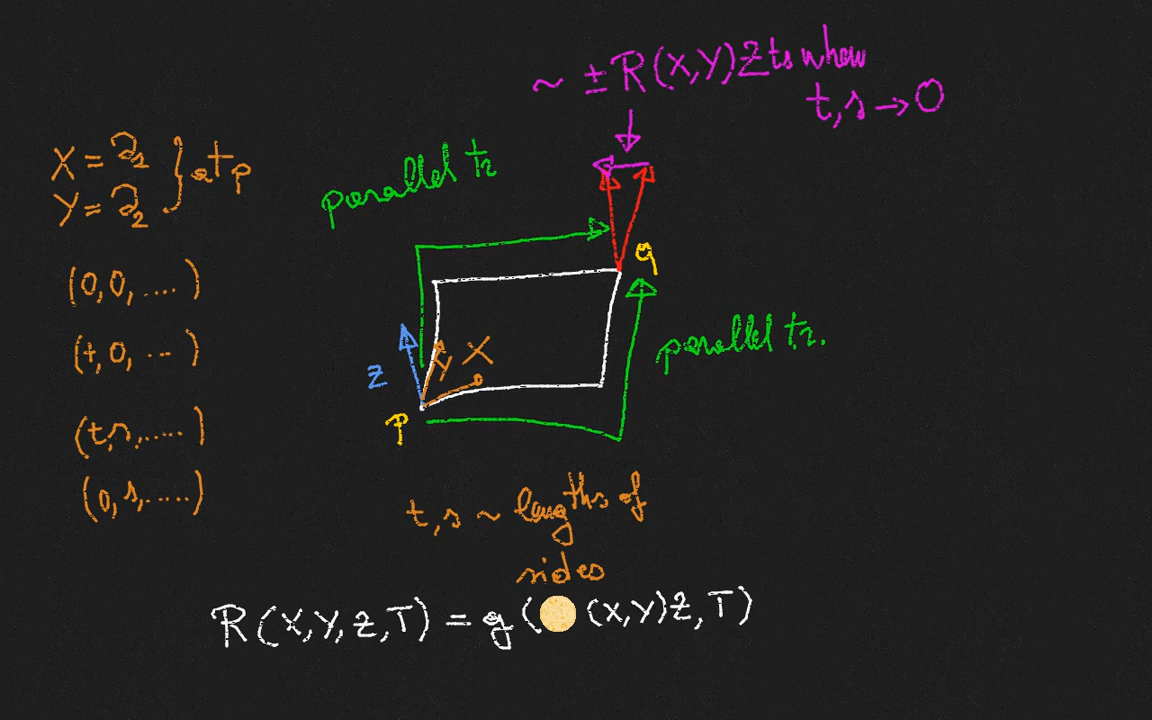 ~ ±R(X,Y)Z ts when
t,s → 0
X = ∂1 } at p
Y = ∂2
parallel tr.
(0,0,....)
q
(t,0, ... )
parallel tr.
Y X
Z
p
(t,s,.....)
(0,s,.....)
t,s ~ lengths of
sides
R(X,Y,Z,T) = g( (X,Y)Z,T)